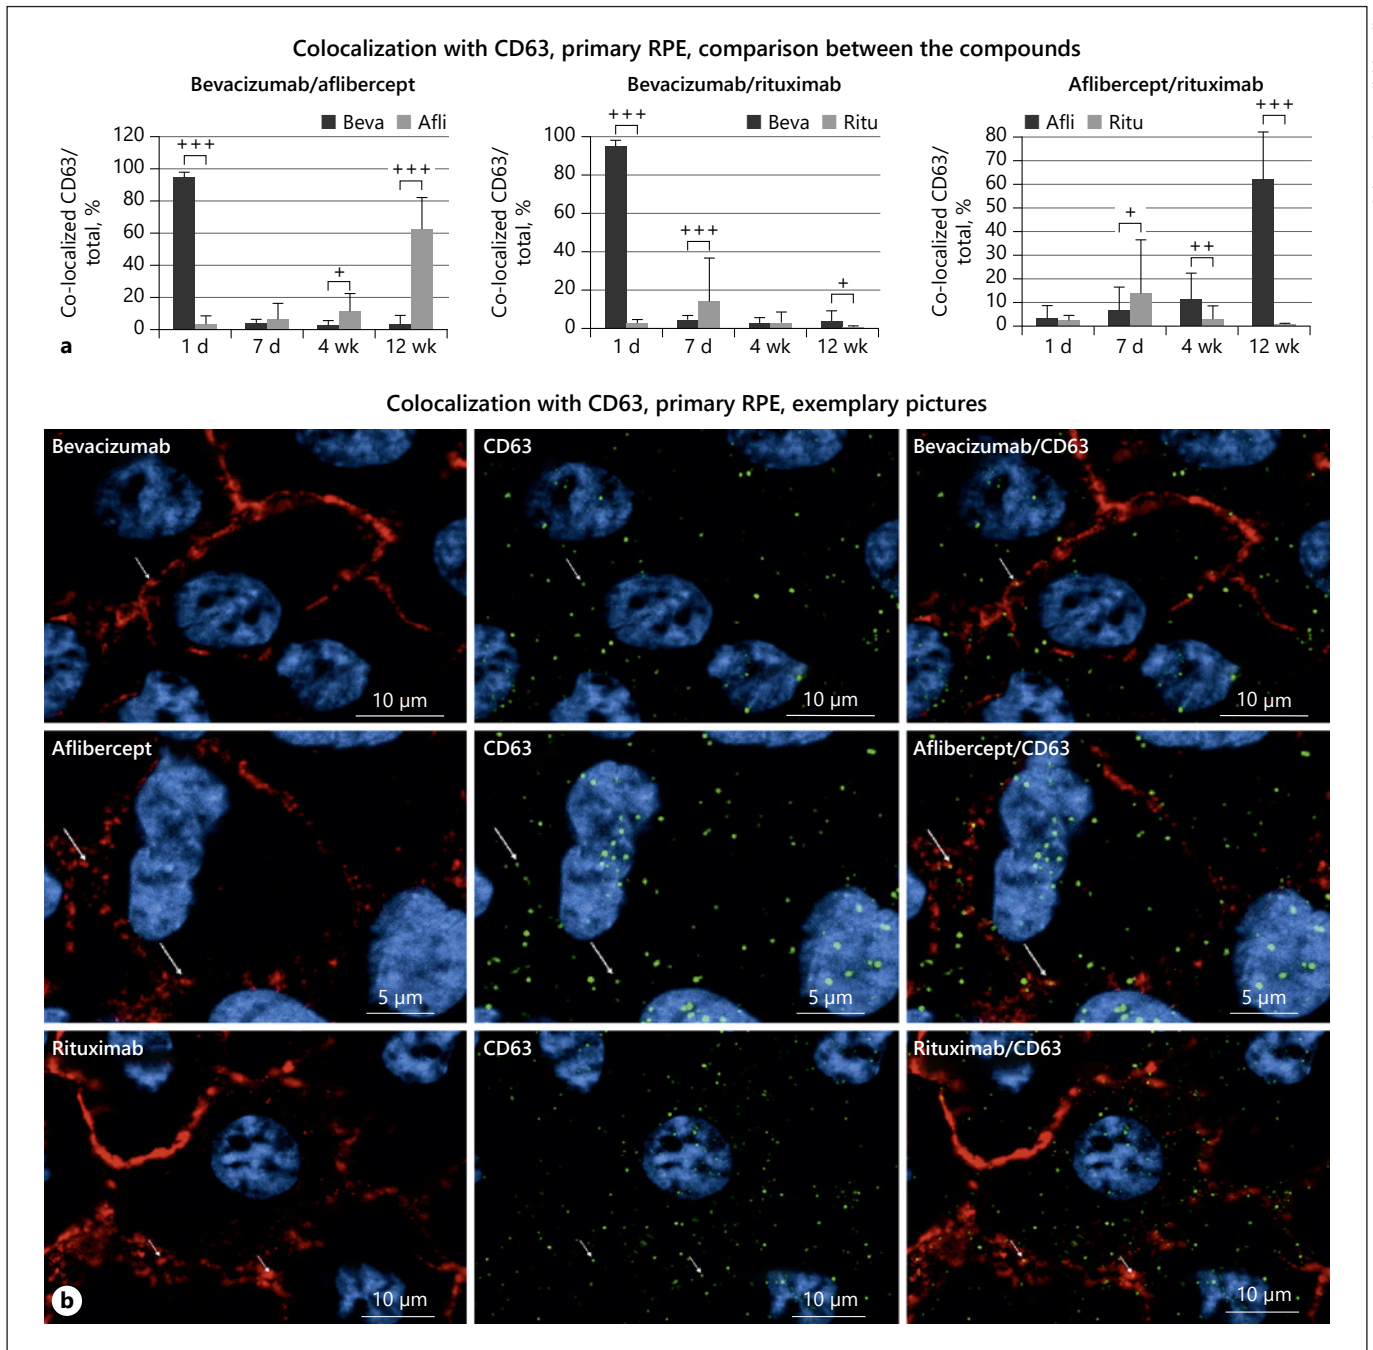 Colocalization with CD63, primary RPE, comparison between the compounds
Bevacizumab/aflibercept
Beva Afli
Co-localized CD63/
total, %
120
100
80
60
40
20
0
+++
+
+++
1 d 7 d 4 wk 12 wk
Bevacizumab/rituximab
Beva Ritu
Co-localized CD63/
total, %
100
80
60
40
20
0
+++
+++
+
1 d 7 d 4 wk 12 wk
Aflibercept/rituximab
Afli Ritu
Co-localized CD63/
total, %
80
70
60
50
40
30
20
10
0
+
++
+++
1 d 7 d 4 wk 12 wk
a
Colocalization with CD63, primary RPE, exemplary pictures
Bevacizumab
10 µm
CD63
10 µm
Bevacizumab/CD63
10 µm
Aflibercept
5 µm
CD63
5 µm
Aflibercept/CD63
5 µm
Rituximab
10 µm
CD63
10 µm
Rituximab/CD63
10 µm
b